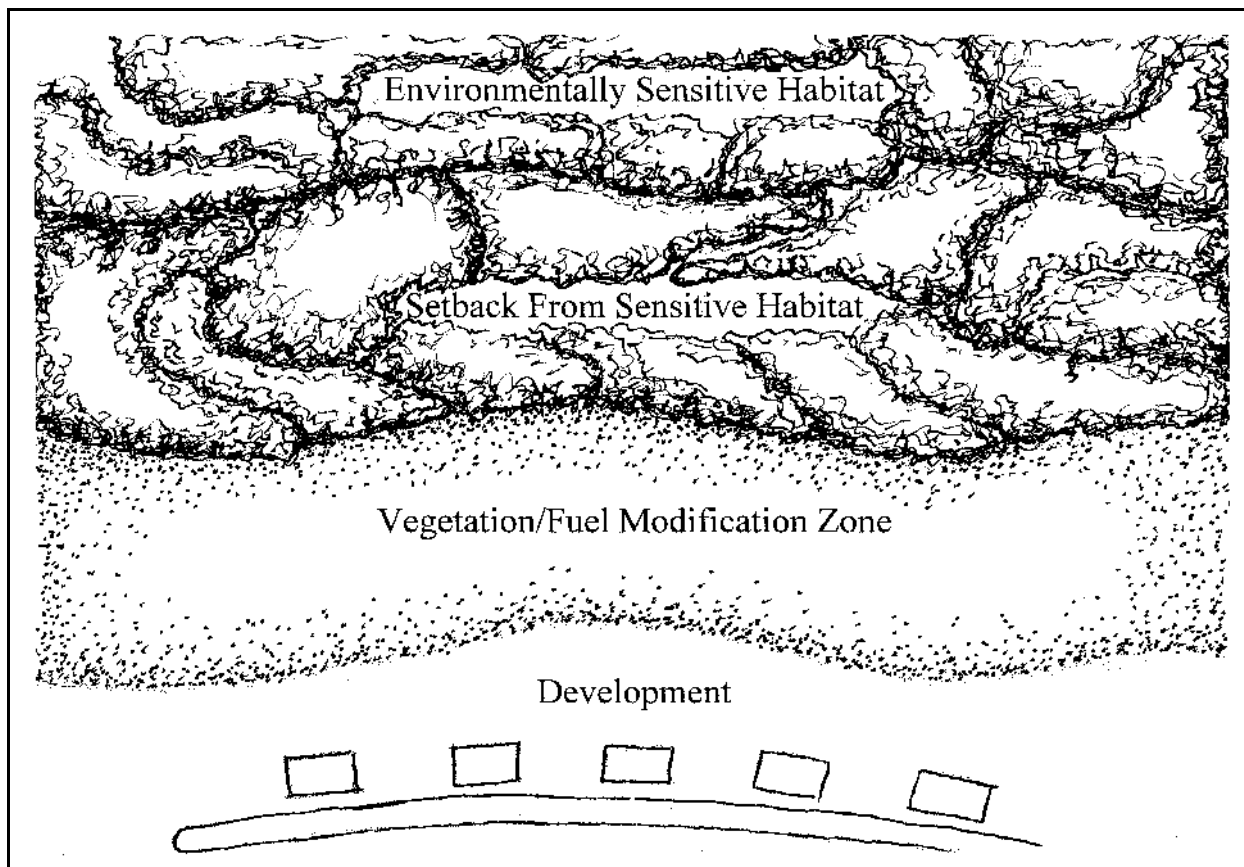 Environmentally Sensitive Habitat
Setback From Sensitive Habitat
Vegetation/Fuel Modification Zone
Development